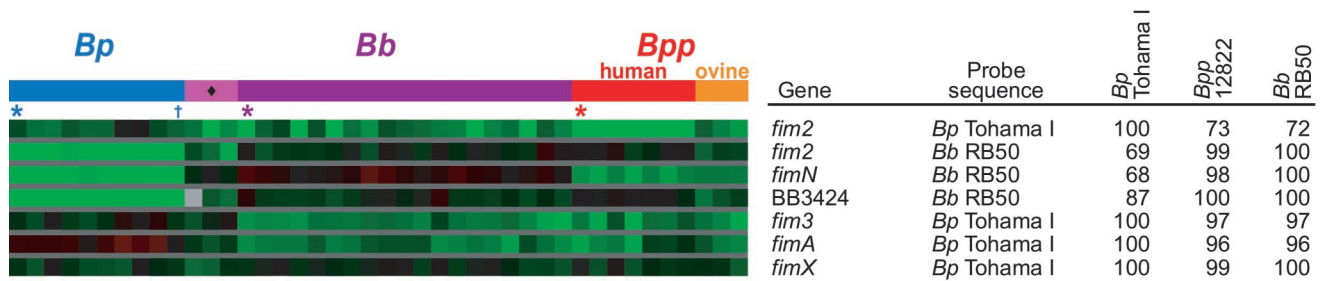 Bp Bb Bpp
human ovine
♦
* † * *
Gene Probe sequence Bp Tohama I Bpp 12822 Bb RB50
fim2 Bp Tohama I 100 73 72
fim2 Bb RB50 69 99 100
fimN Bb RB50 68 98 100
BB3424 Bb RB50 87 100 100
fim3 Bp Tohama I 100 97 97
fimA Bp Tohama I 100 96 96
fimX Bp Tohama I 100 99 100